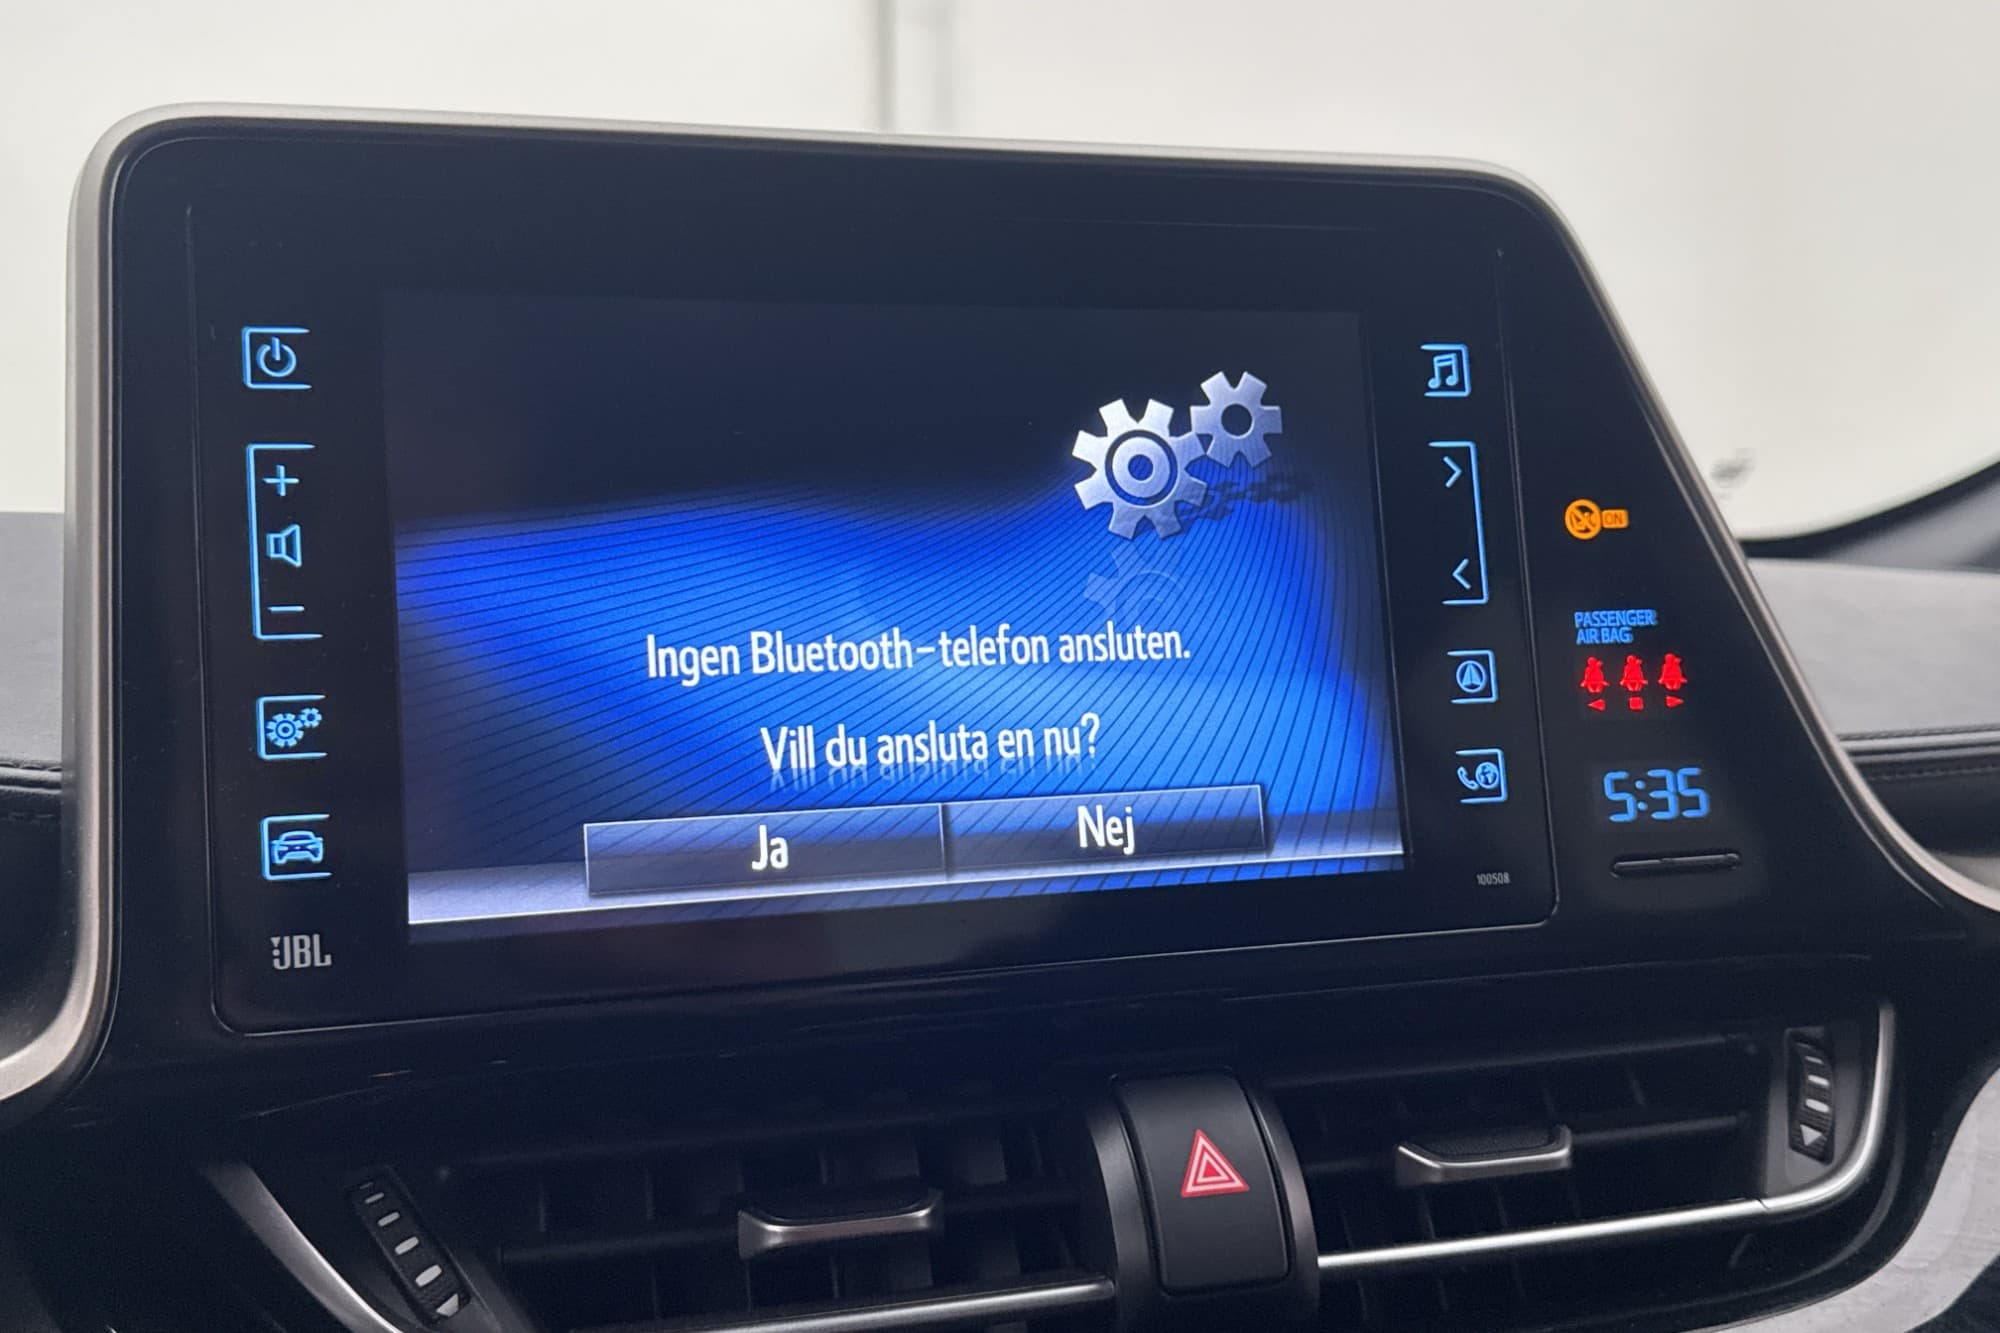 Ingen Bluetooth-telefon ansluten.
Vill du ansluta en nu?
Ja
Nej
ON
PASSENGER
AIR BAG
5:35
100508
JBL